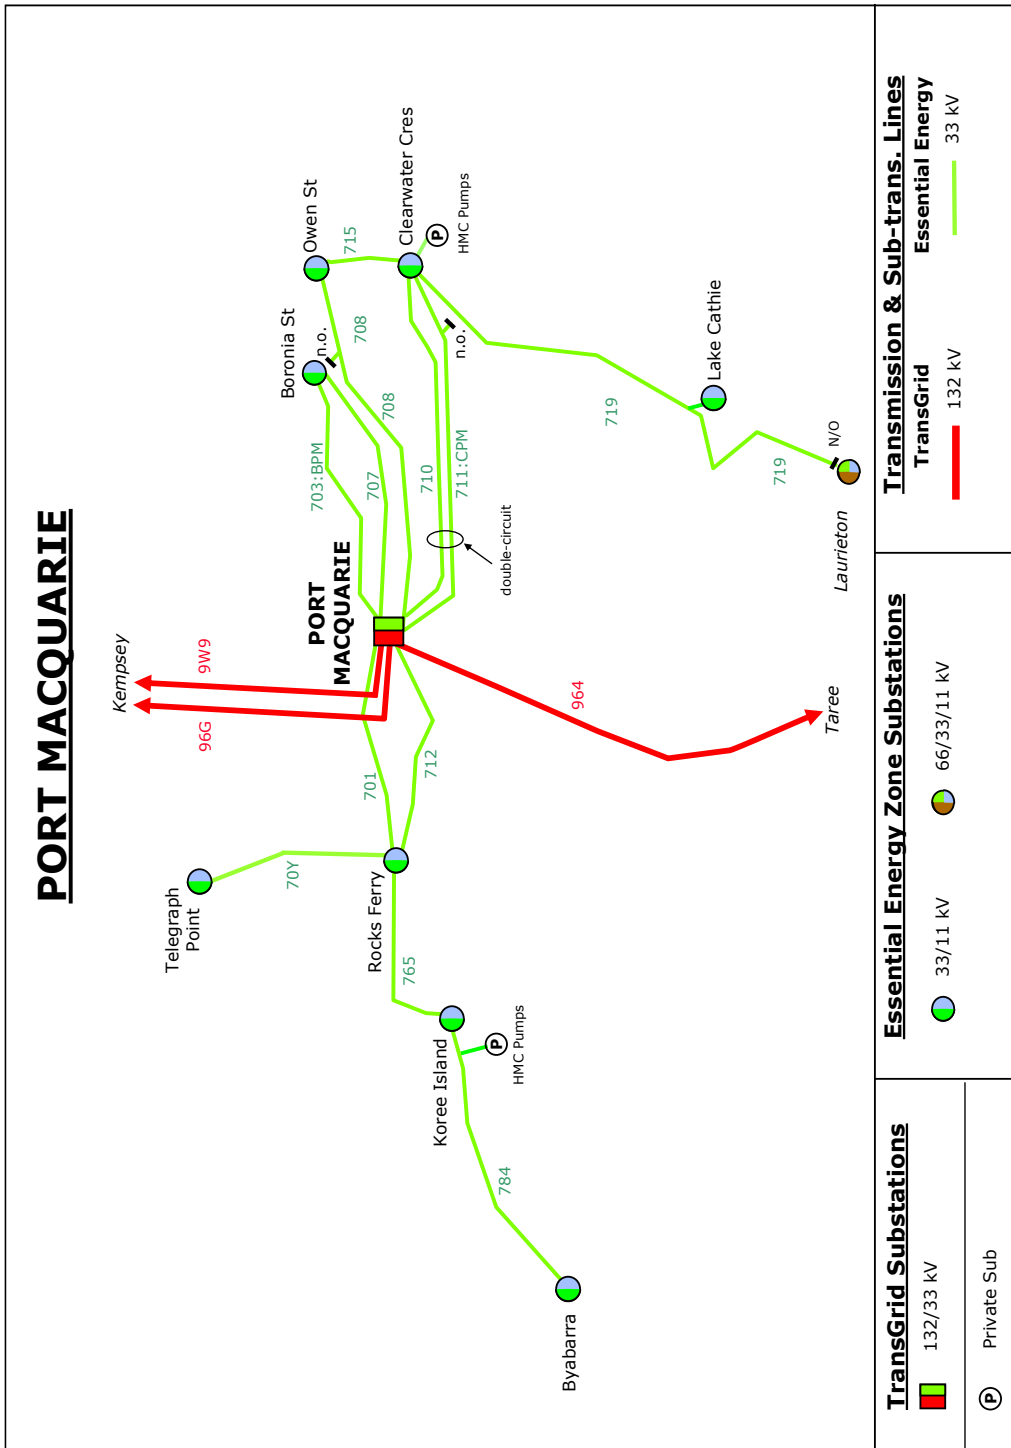 PORT MACQUARIE
Kempsey
96G
9W9
Telegraph
Point
70Y
Rocks Ferry
701
712
765
Koree Island
HMC Pumps
P
784
Byabarra
PORT
MACQUARIE
703:BPM
707
708
708
Boronia St
n.o.
Owen St
715
Clearwater Cres
P
HMC Pumps
710
711:CPM
n.o.
double-circuit
964
Taree
719
Lake Cathie
719
N/O
Laurieton
TransGrid Substations
132/33 kV
P
Private Sub
Essential Energy Zone Substations
33/11 kV
66/33/11 kV
Transmission & Sub-trans. Lines
TransGrid
Essential Energy
132 kV
33 kV